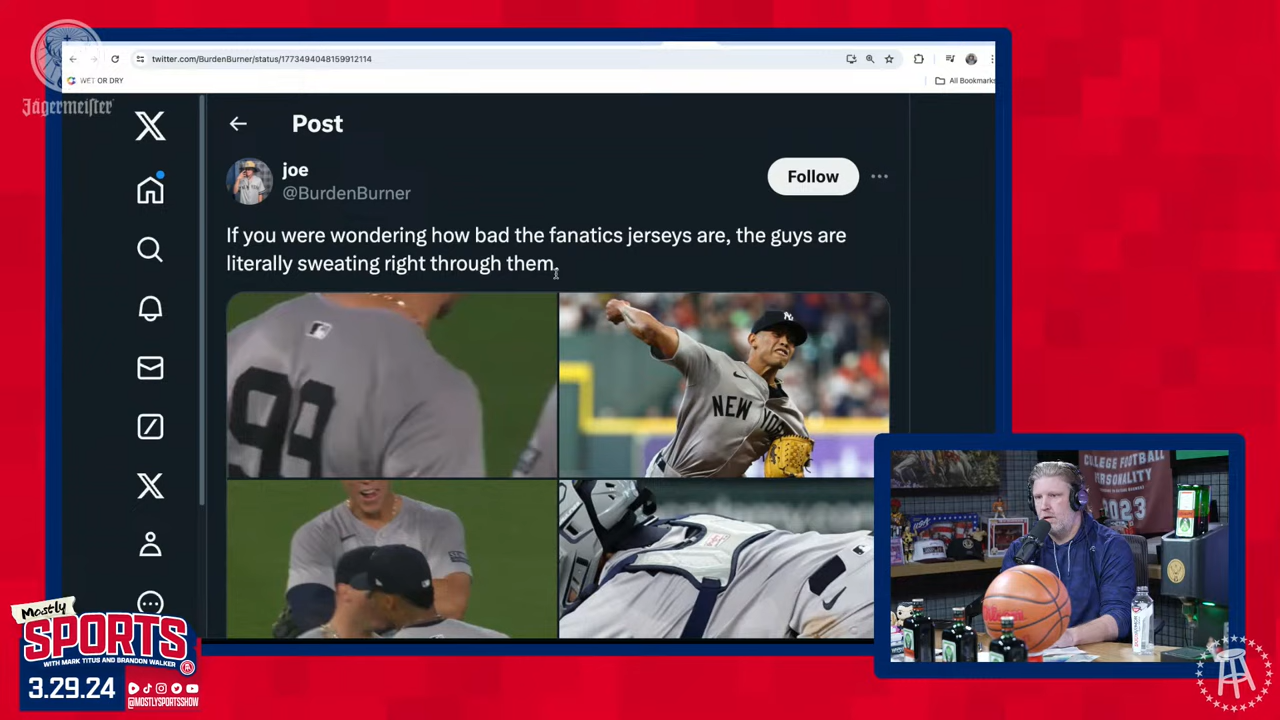 Jägermeister
twitter.com/BurdenBurner/status/1773494048159912114
WET OR DRY
All Bookmarks
Post
joe
@BurdenBurner
Follow
If you were wondering how bad the fanatics jerseys are, the guys are
literally sweating right through them.
99
NEW YORK
COLLEGE FOOTBALL
PERSONALITY
2023
Mostly
SPORTS
WITH MARK TITUS AND BRANDON WALKER
3.29.24
@MOSTLYSPORTSSHOW